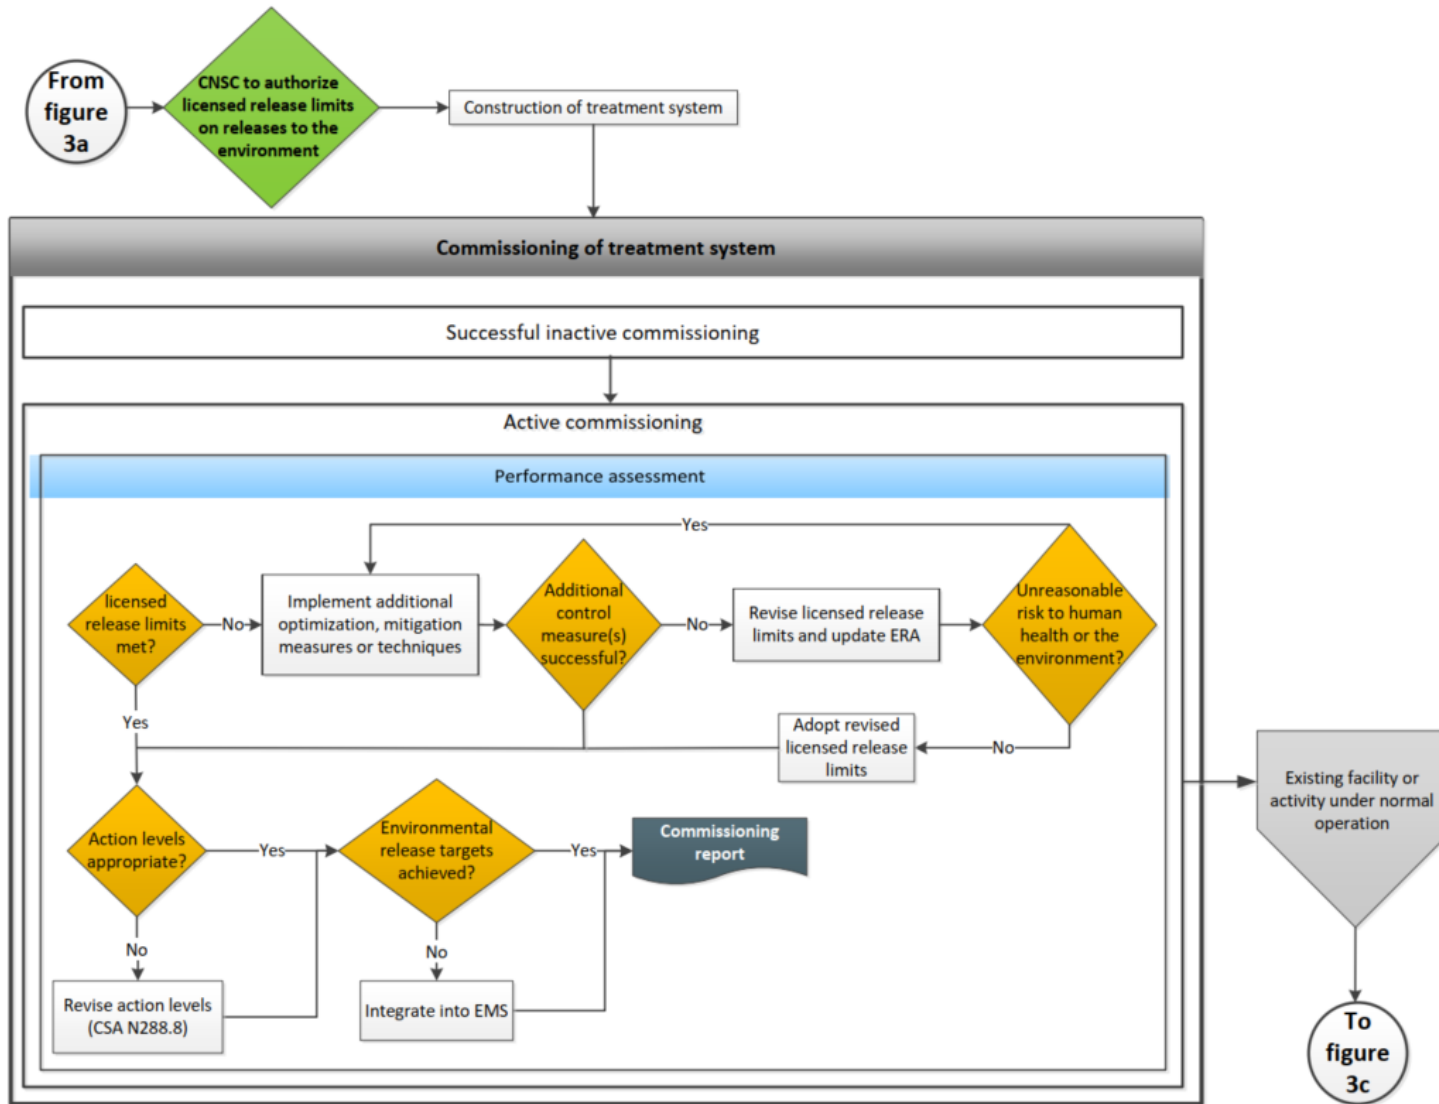 From
figure
3a
CNSC to authorize
licensed release limits
on releases to the
environment
Construction of treatment system
Commissioning of treatment system
Successful inactive commissioning
Active commissioning
Performance assessment
Yes
licensed
release limits
met?
No
Implement additional
optimization, mitigation
measures or techniques
Additional
control
measure(s)
successful?
No
Revise licensed release
limits and update ERA
Unreasonable
risk to human
health or the
environment?
Yes
Adopt revised
licensed release
limits
No
Existing facility or
activity under normal
operation
Action levels
appropriate?
Yes
Environmental
release targets
achieved?
Yes
Commissioning
report
No
No
Revise action levels
(CSA N288.8)
Integrate into EMS
To
figure
3c